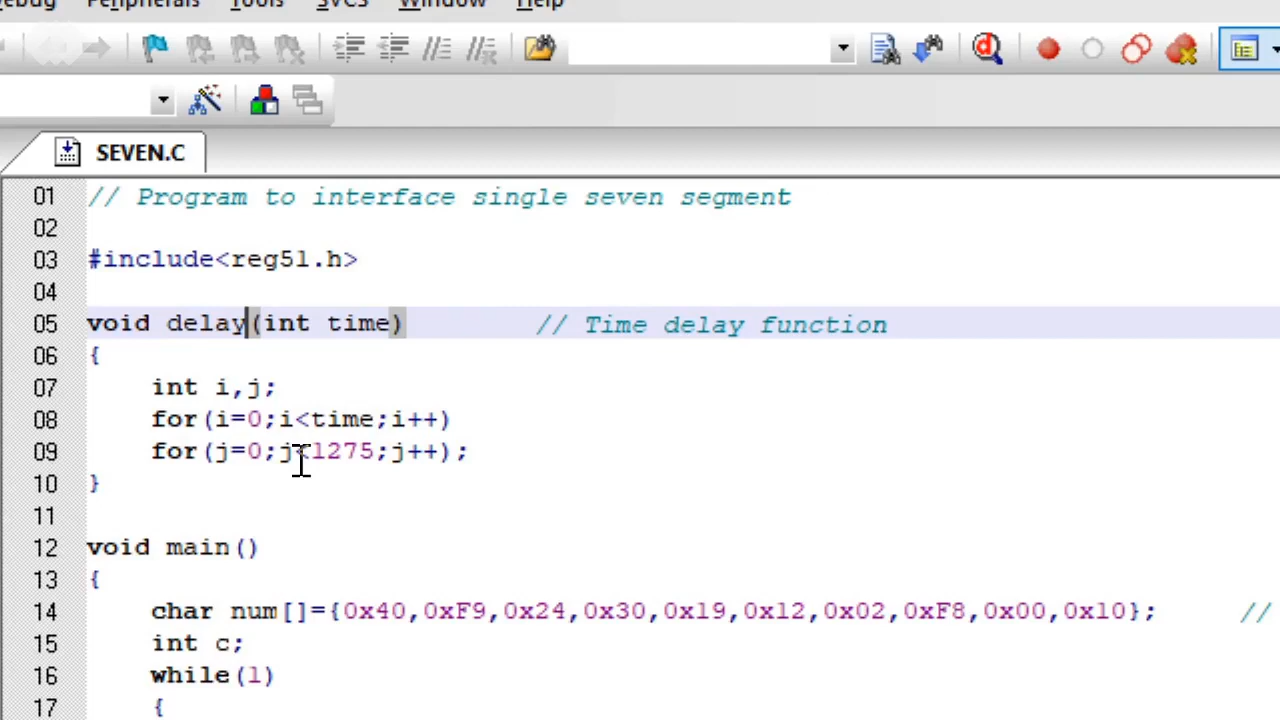 Debug Peripherals Tools SVCS Window Help
SEVEN.C
01 // Program to interface single seven segment
02
03 #include<reg51.h>
04
05 void delay(int time) // Time delay function
06 {
07 int i,j;
08 for(i=0;i<time;i++)
09 for(j=0;j<1275;j++);
10 }
11
12 void main()
13 {
14 char num[]={0x40,0xF9,0x24,0x30,0x19,0x12,0x02,0xF8,0x00,0x10}; //
15 int c;
16 while(1)
17 {